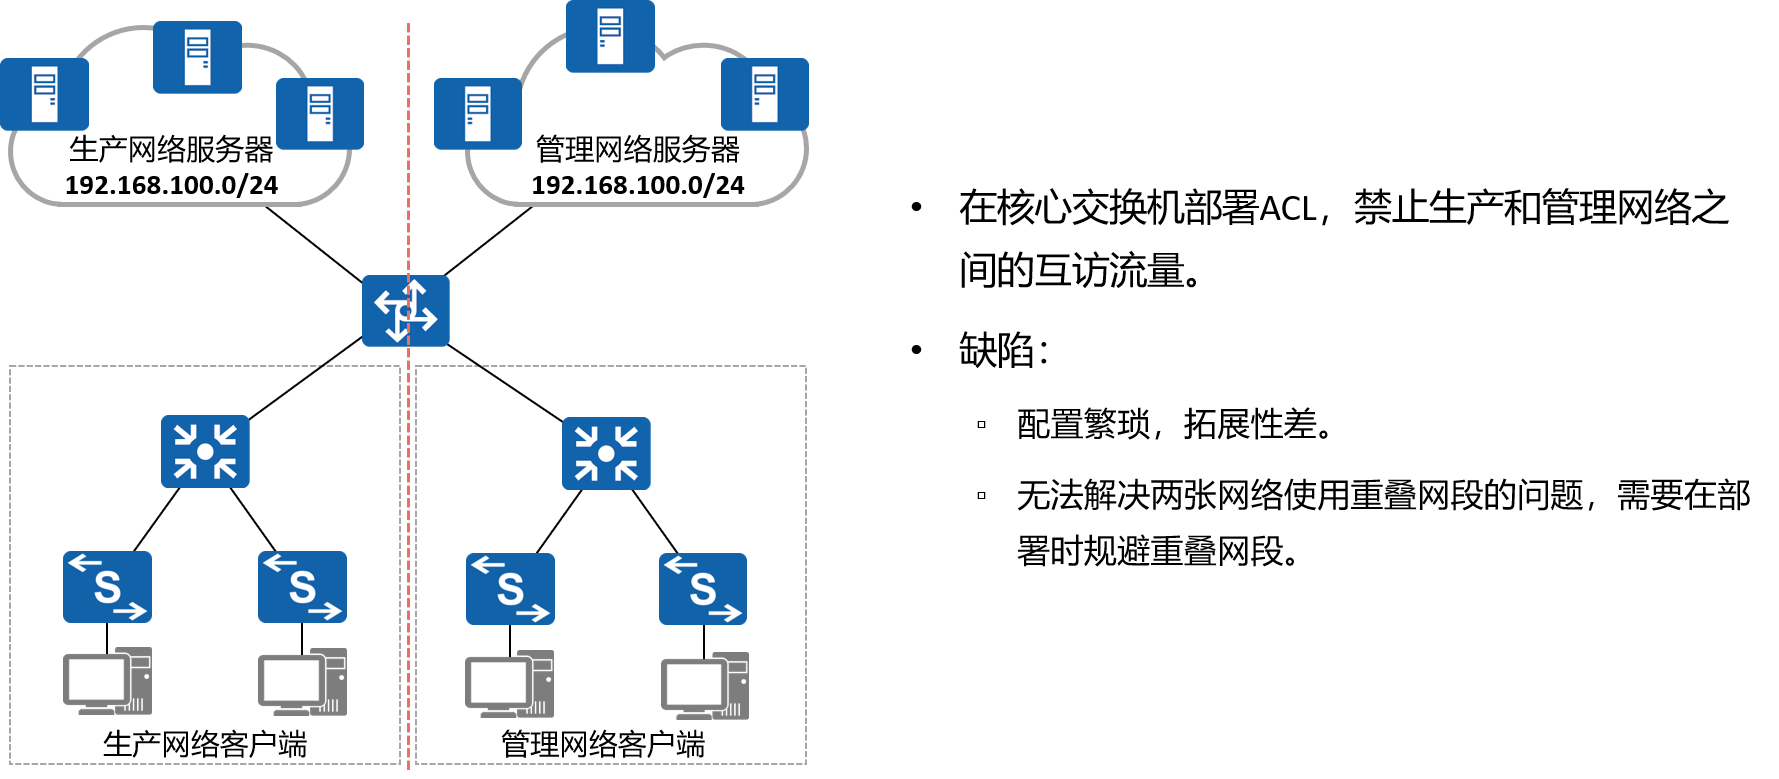 生产网络服务器
192.168.100.0/24
管理网络服务器
192.168.100.0/24
S
S
S
S
生产网络客户端
管理网络客户端
• 在核心交换机部署ACL，禁止生产和管理网络之
间的互访流量。
• 缺陷：
▫ 配置繁琐，拓展性差。
▫ 无法解决两张网络使用重叠网段的问题，需要在部
署时规避重叠网段。